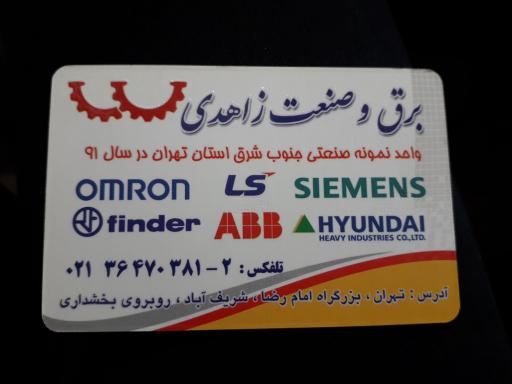 برق و صنعت زاهدی
واحد نمونه صنعتی جنوب شرق استان تهران در سال ۹۱
OMRON LS SIEMENS
finder ABB HYUNDAI
HEAVY INDUSTRIES CO.,LTD.
تلفکس: ۲ - ۳۶۴۷۰۳۸۱ ۰۲۱
آدرس: تهران، بزرگراه امام رضا، شریف آباد، روبروی بخشداری